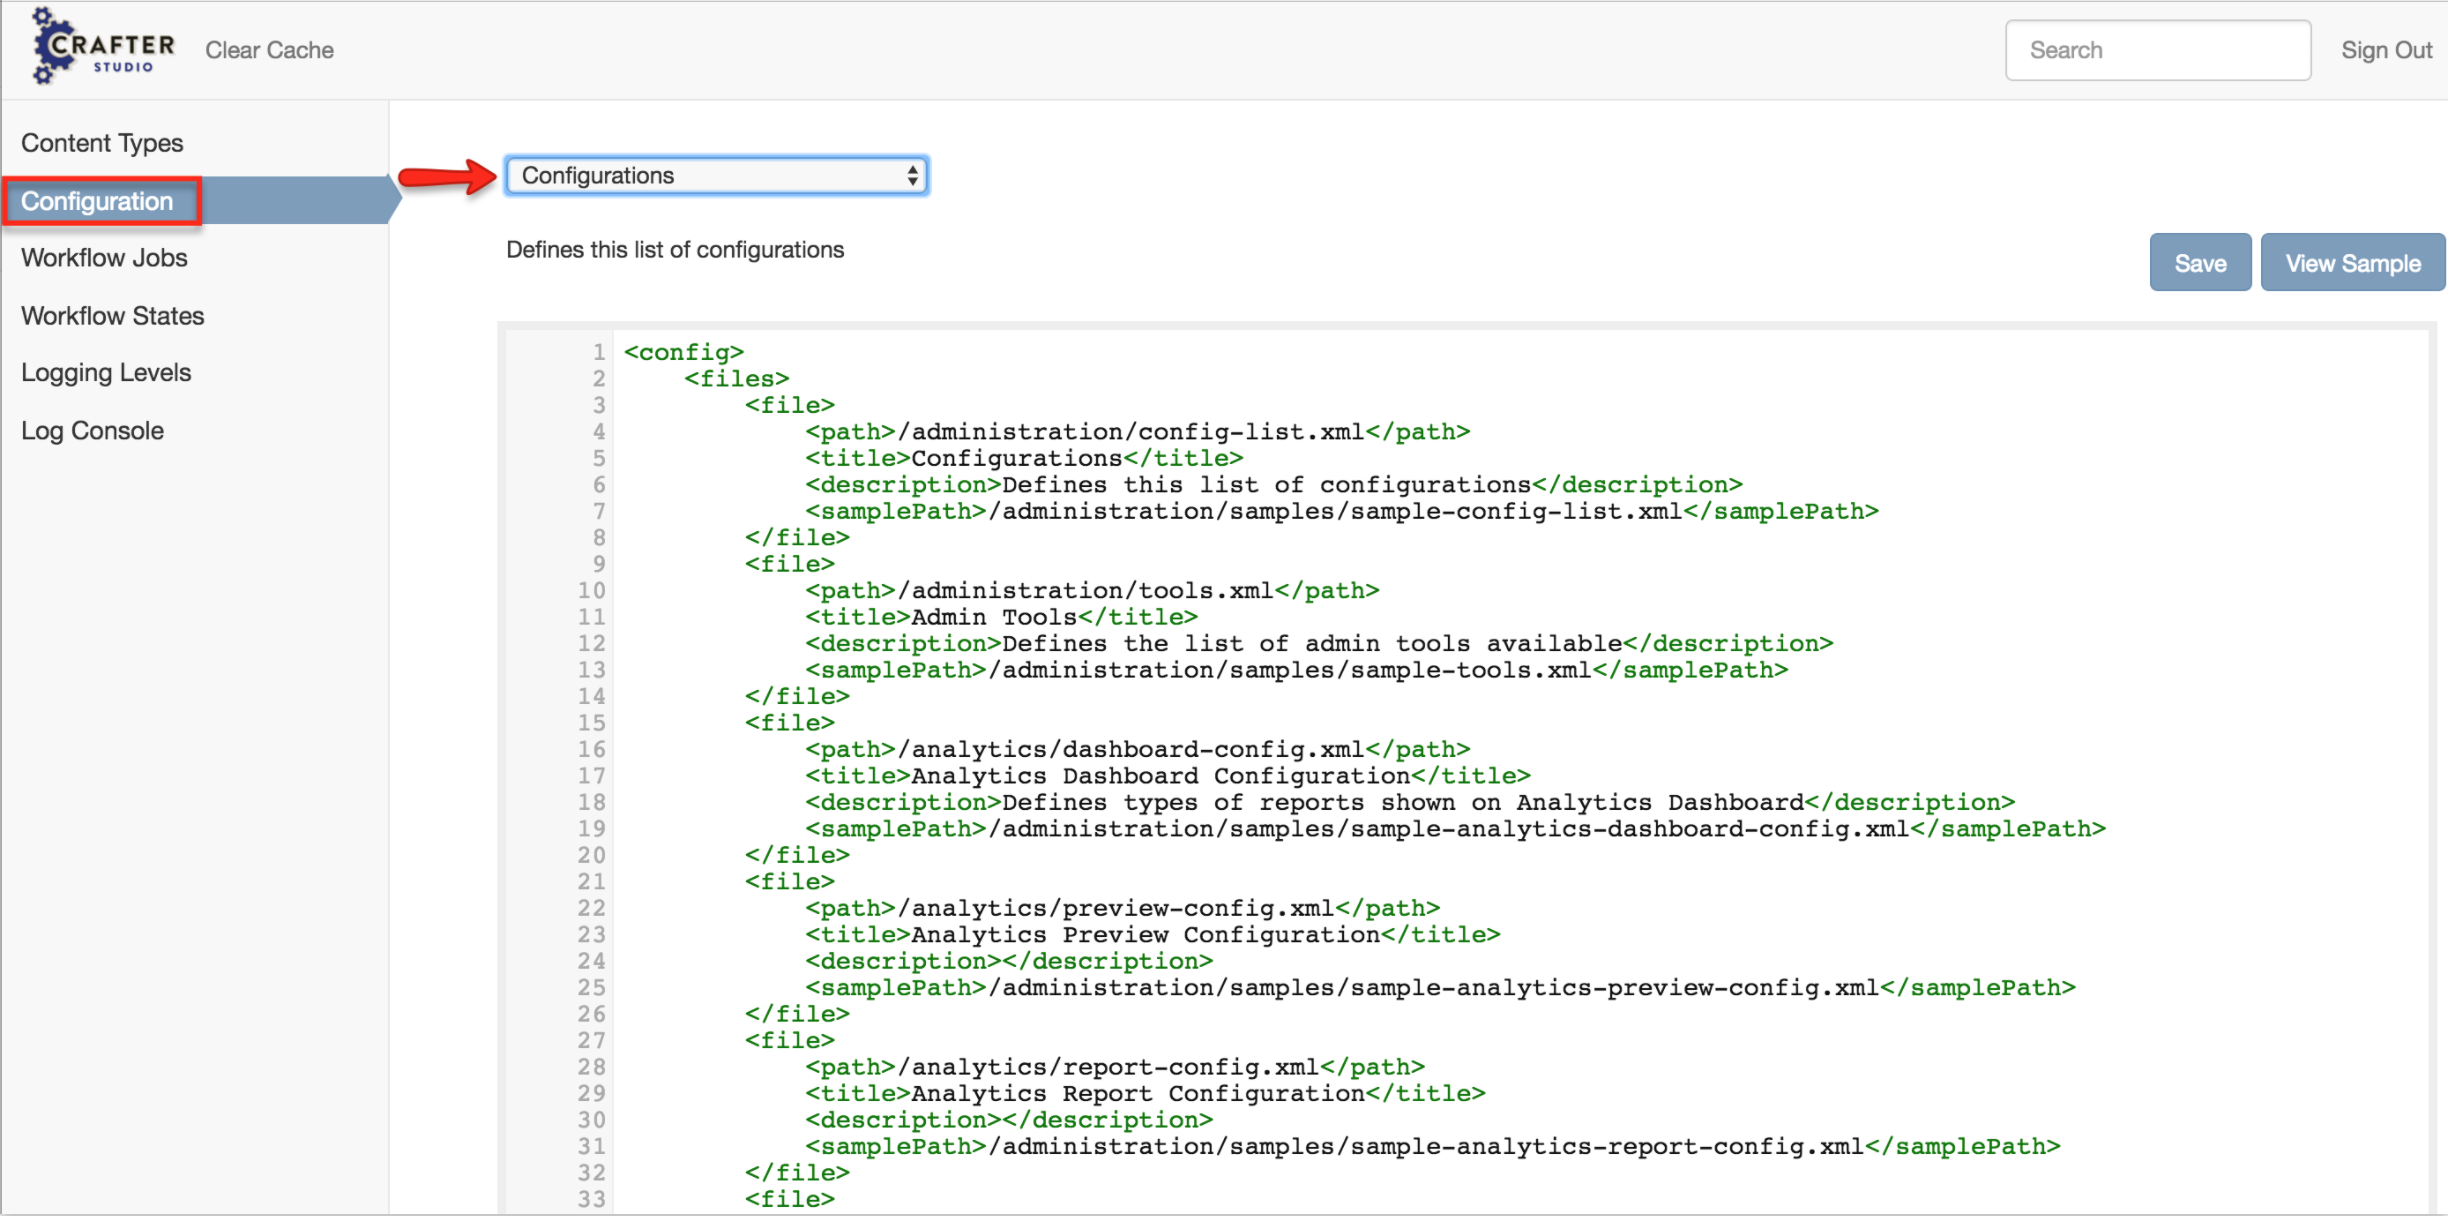 CRAFTER
STUDIO
Clear Cache
Search
Sign Out
Content Types
Configuration
Workflow Jobs
Workflow States
Logging Levels
Log Console
Configurations
Defines this list of configurations
Save
View Sample
1 <config>
2     <files>
3         <file>
4             <path>/administration/config-list.xml</path>
5             <title>Configurations</title>
6             <description>Defines this list of configurations</description>
7             <samplePath>/administration/samples/sample-config-list.xml</samplePath>
8         </file>
9         <file>
10             <path>/administration/tools.xml</path>
11             <title>Admin Tools</title>
12             <description>Defines the list of admin tools available</description>
13             <samplePath>/administration/samples/sample-tools.xml</samplePath>
14         </file>
15         <file>
16             <path>/analytics/dashboard-config.xml</path>
17             <title>Analytics Dashboard Configuration</title>
18             <description>Defines types of reports shown on Analytics Dashboard</description>
19             <samplePath>/administration/samples/sample-analytics-dashboard-config.xml</samplePath>
20         </file>
21         <file>
22             <path>/analytics/preview-config.xml</path>
23             <title>Analytics Preview Configuration</title>
24             <description></description>
25             <samplePath>/administration/samples/sample-analytics-preview-config.xml</samplePath>
26         </file>
27         <file>
28             <path>/analytics/report-config.xml</path>
29             <title>Analytics Report Configuration</title>
30             <description></description>
31             <samplePath>/administration/samples/sample-analytics-report-config.xml</samplePath>
32         </file>
33         <file>